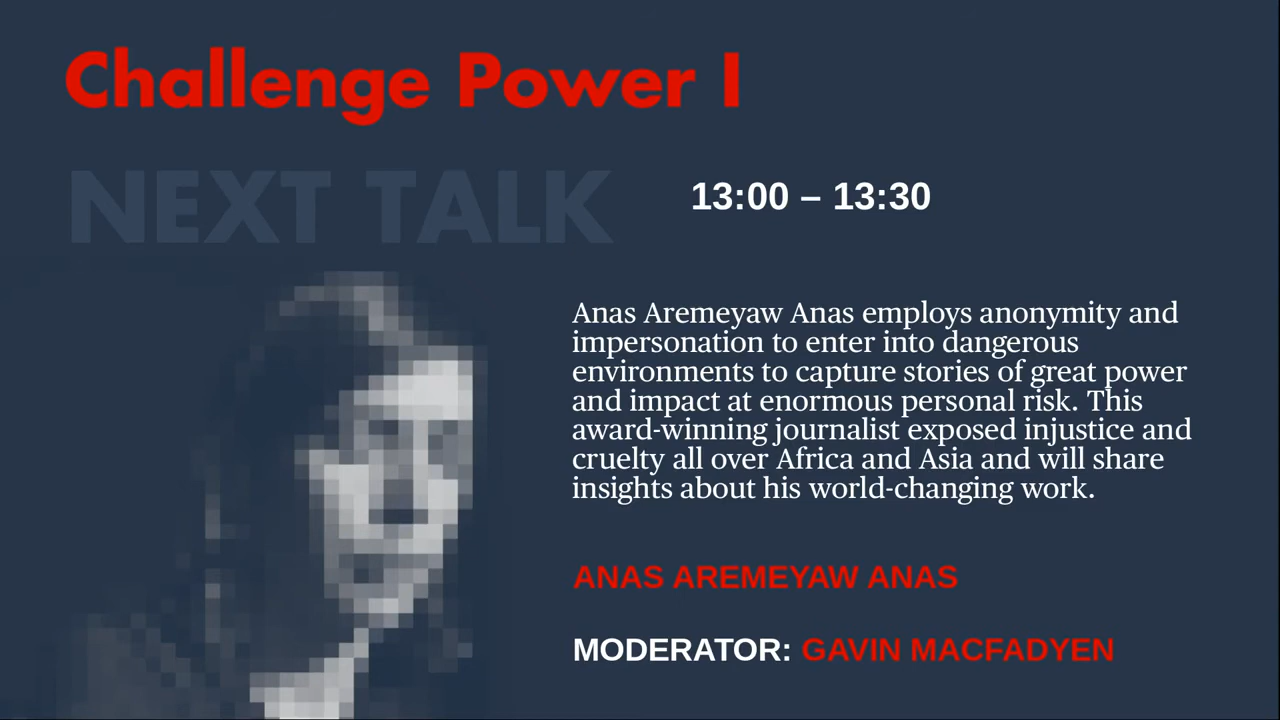 Challenge Power I
NEXT TALK
13:00 – 13:30
Anas Aremeyaw Anas employs anonymity and
impersonation to enter into dangerous
environments to capture stories of great power
and impact at enormous personal risk. This
award-winning journalist exposed injustice and
cruelty all over Africa and Asia and will share
insights about his world-changing work.
ANAS AREMEYAW ANAS
MODERATOR: GAVIN MACFADYEN